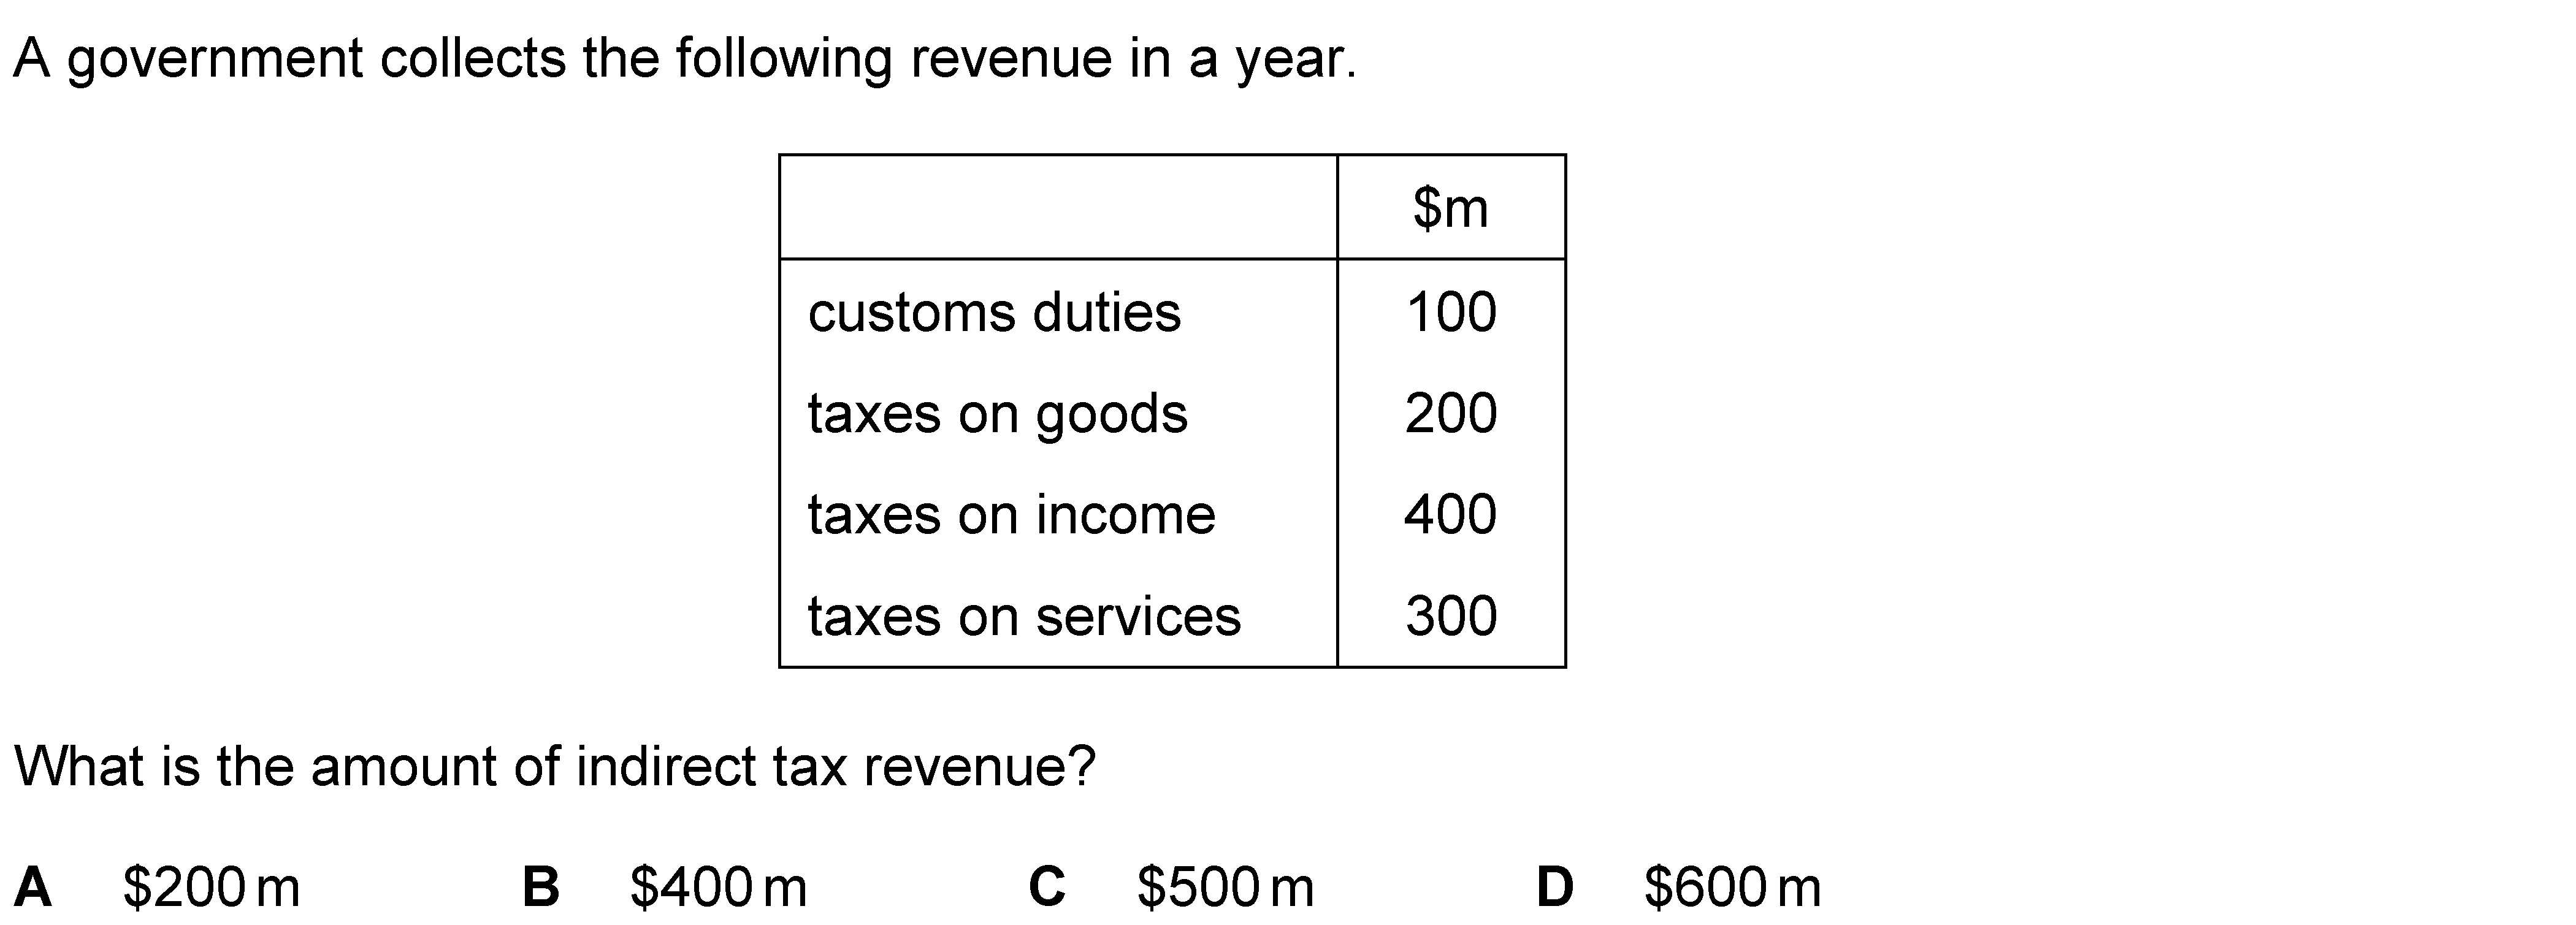 A government collects the following revenue in a year.
$m
customs duties 100
taxes on goods 200
taxes on income 400
taxes on services 300
What is the amount of indirect tax revenue?
A $200 m B $400 m C $500 m D $600 m